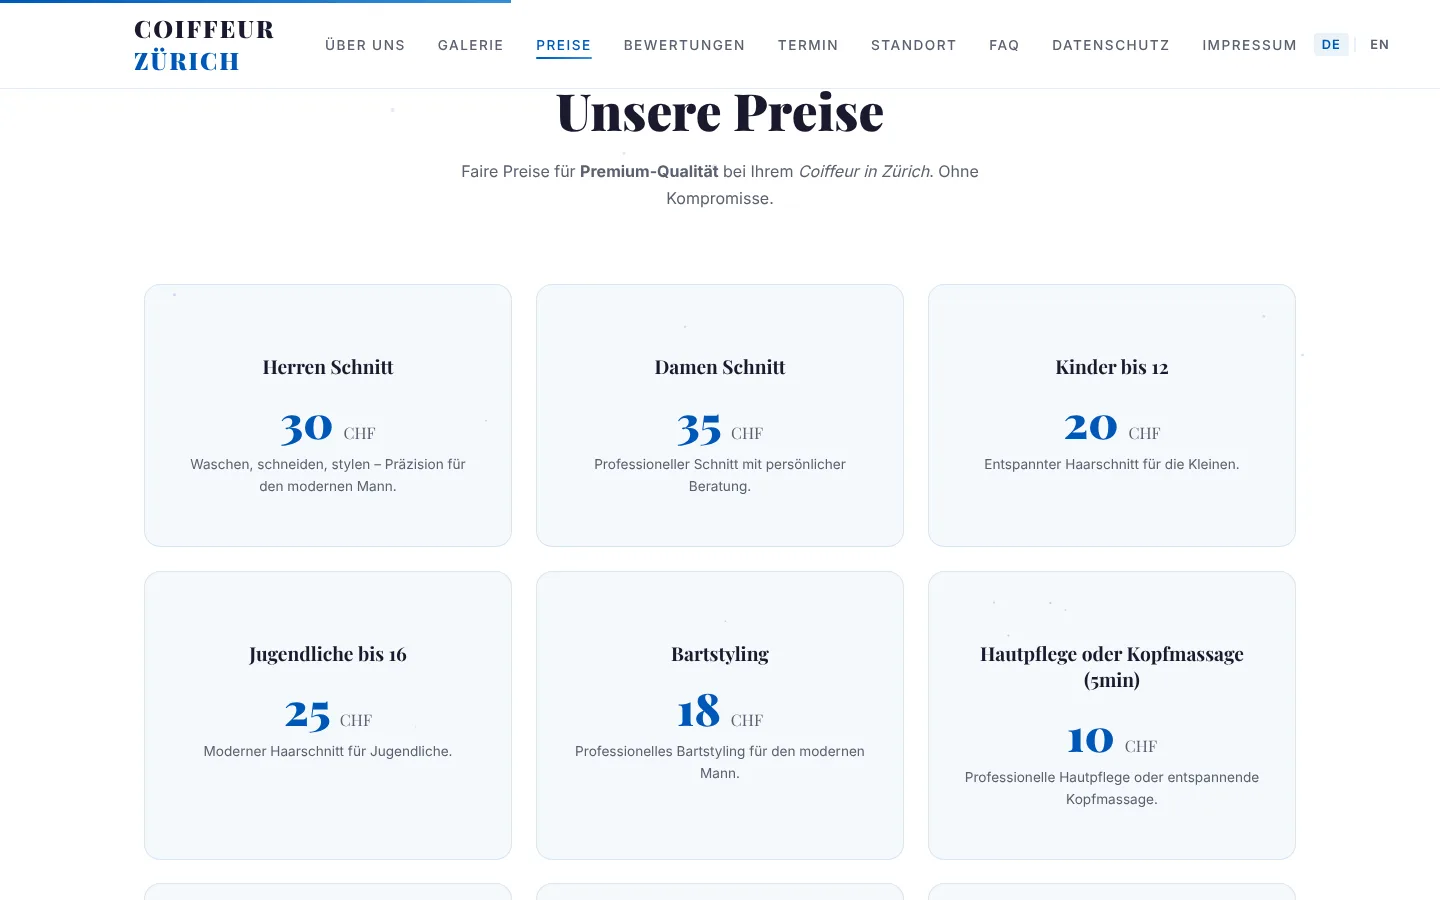 COIFFEUR
ZÜRICH
ÜBER UNS GALERIE PREISE BEWERTUNGEN TERMIN STANDORT FAQ DATENSCHUTZ IMPRESSUM DE EN
Unsere Preise
Faire Preise für Premium-Qualität bei Ihrem Coiffeur in Zürich. Ohne
Kompromisse.
Herren Schnitt
30 CHF
Waschen, schneiden, stylen – Präzision für
den modernen Mann.
Damen Schnitt
35 CHF
Professioneller Schnitt mit persönlicher
Beratung.
Kinder bis 12
20 CHF
Entspannter Haarschnitt für die Kleinen.
Jugendliche bis 16
25 CHF
Moderner Haarschnitt für Jugendliche.
Bartstyling
18 CHF
Professionelles Bartstyling für den modernen
Mann.
Hautpflege oder Kopfmassage
(5min)
10 CHF
Professionelle Hautpflege oder entspannende
Kopfmassage.